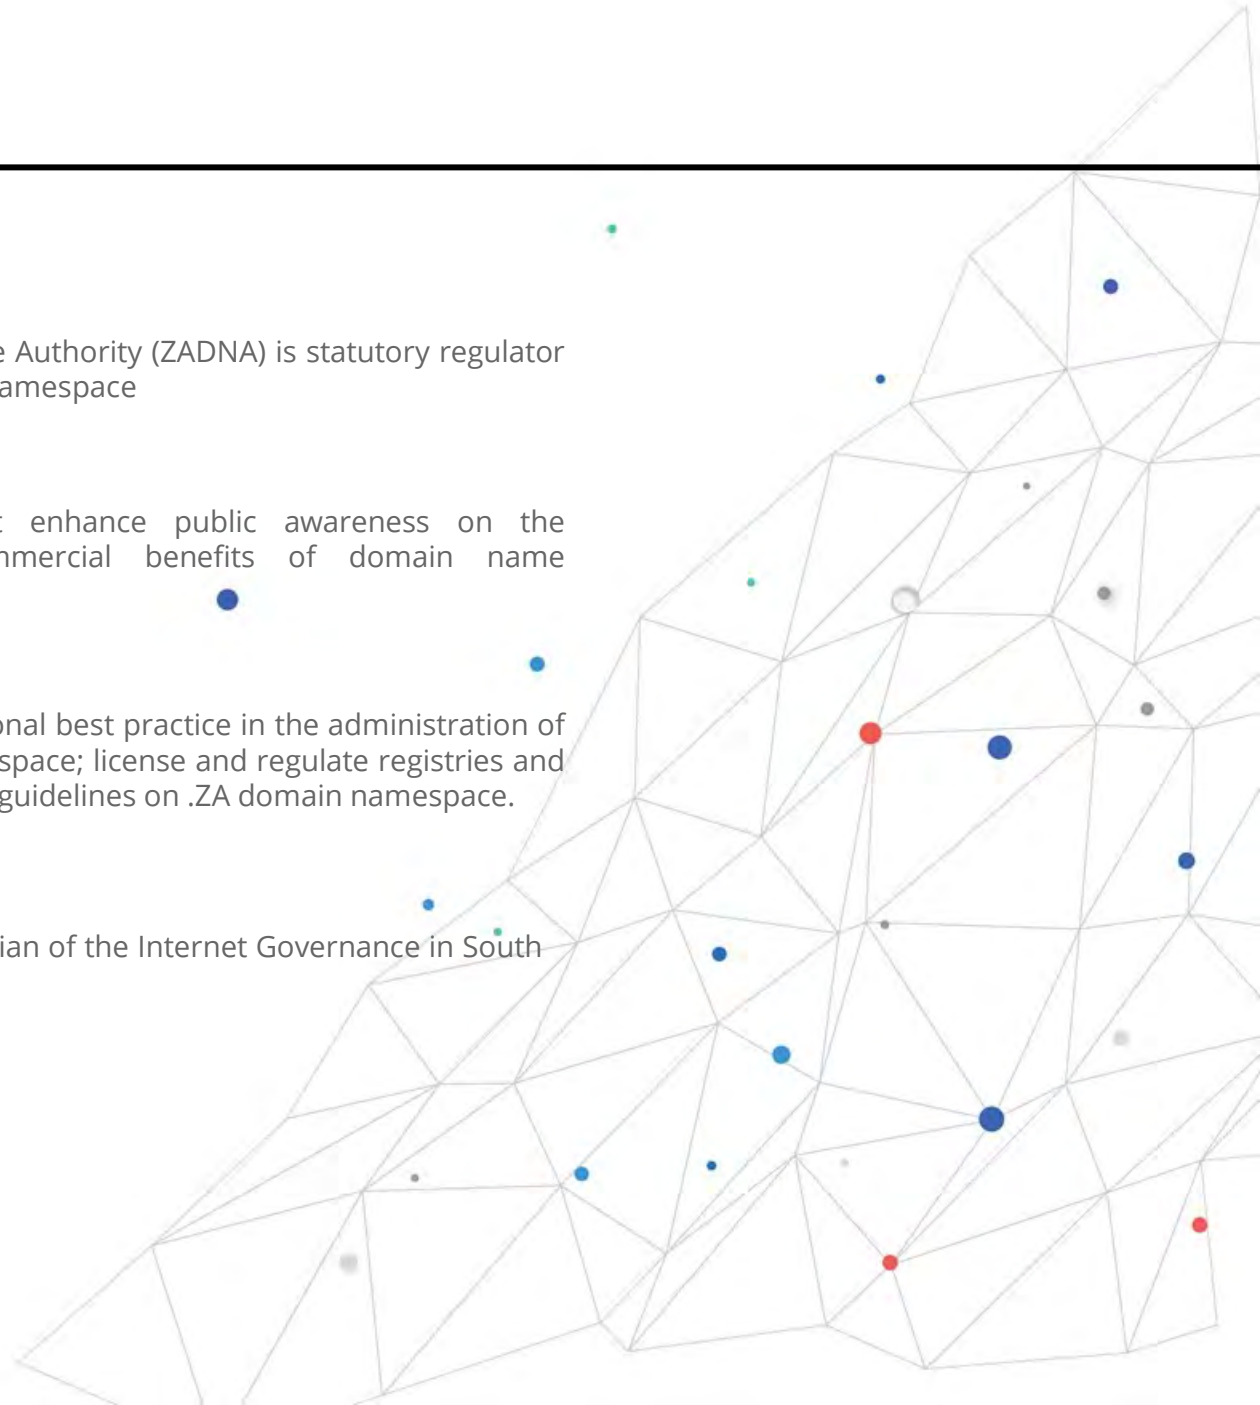 Authority (ZADNA) is statutory regulator
amespace
enhance public awareness on the
mmercial benefits of domain name
onal best practice in the administration of
space; license and regulate registries and
guidelines on .ZA domain namespace.
ian of the Internet Governance in South